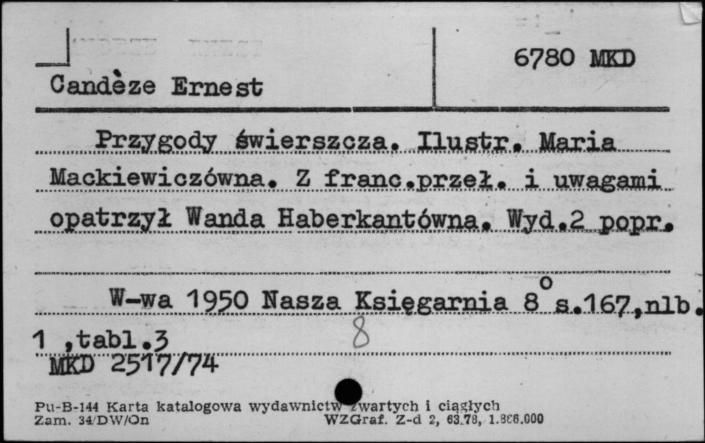 6780 MKD
Candèze Ernest
Przygody świerszcza. Ilustr. Maria
Mackiewiczówna. Z franc.przeł. i uwagami
opatrzył Wanda Haberkantówna. Wyd.2 popr.
W-wa 1950 Nasza Księgarnia 8° s.167,nlb.
1 ,tabl.3
8
MKD 2517/74
Pu-B-144 Karta katalogowa wydawnictw zwartych i ciągłych
Zam. 34/DW/On WZGraf. Z-d 2, 63.78, 1.866.000